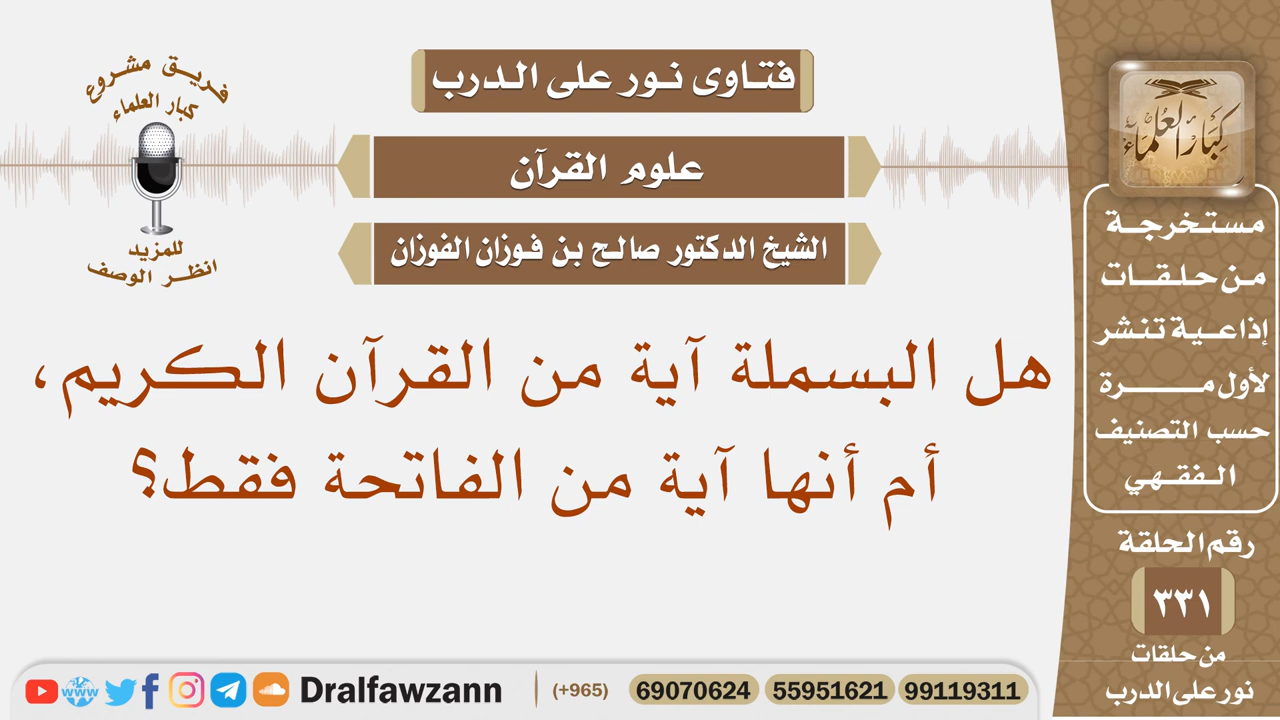 فتاوى نور على الدرب
علوم القرآن
الشيخ الدكتور صالح بن فوزان الفوزان
هل البسملة آية من القرآن الكريم،
أم أنها آية من الفاتحة فقط؟
فريق مشروع
كبار العلماء
للمزيد
انظر الوصف
كبار العلماء
مستخرجة
من حلقات
إذاعية تنشر
لأول مرة
حسب التصنيف
الفقهي
رقم الحلقة
٣٣١
من حلقات
نور على الدرب
www Dralfawzann (+965) 69070624 55951621 99119311